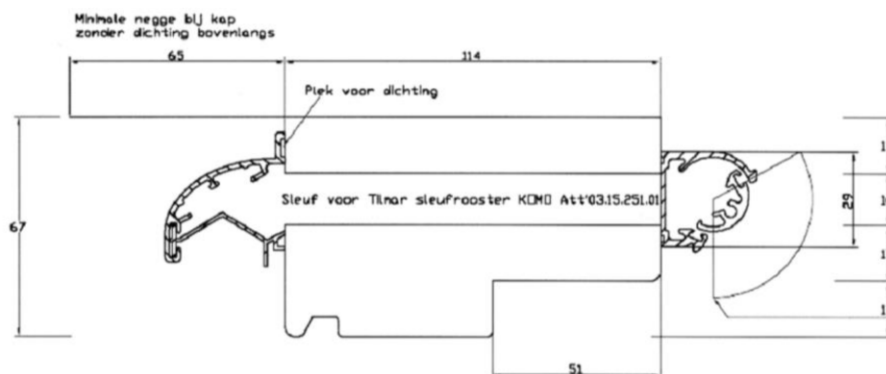 Minimale negge bij kap
zonder dichting bovenlangs
65
114
Plek voor dichting
Sleuf voor Tilmar sleufrooster KOMO Att'03.15.251.01
67
29
51